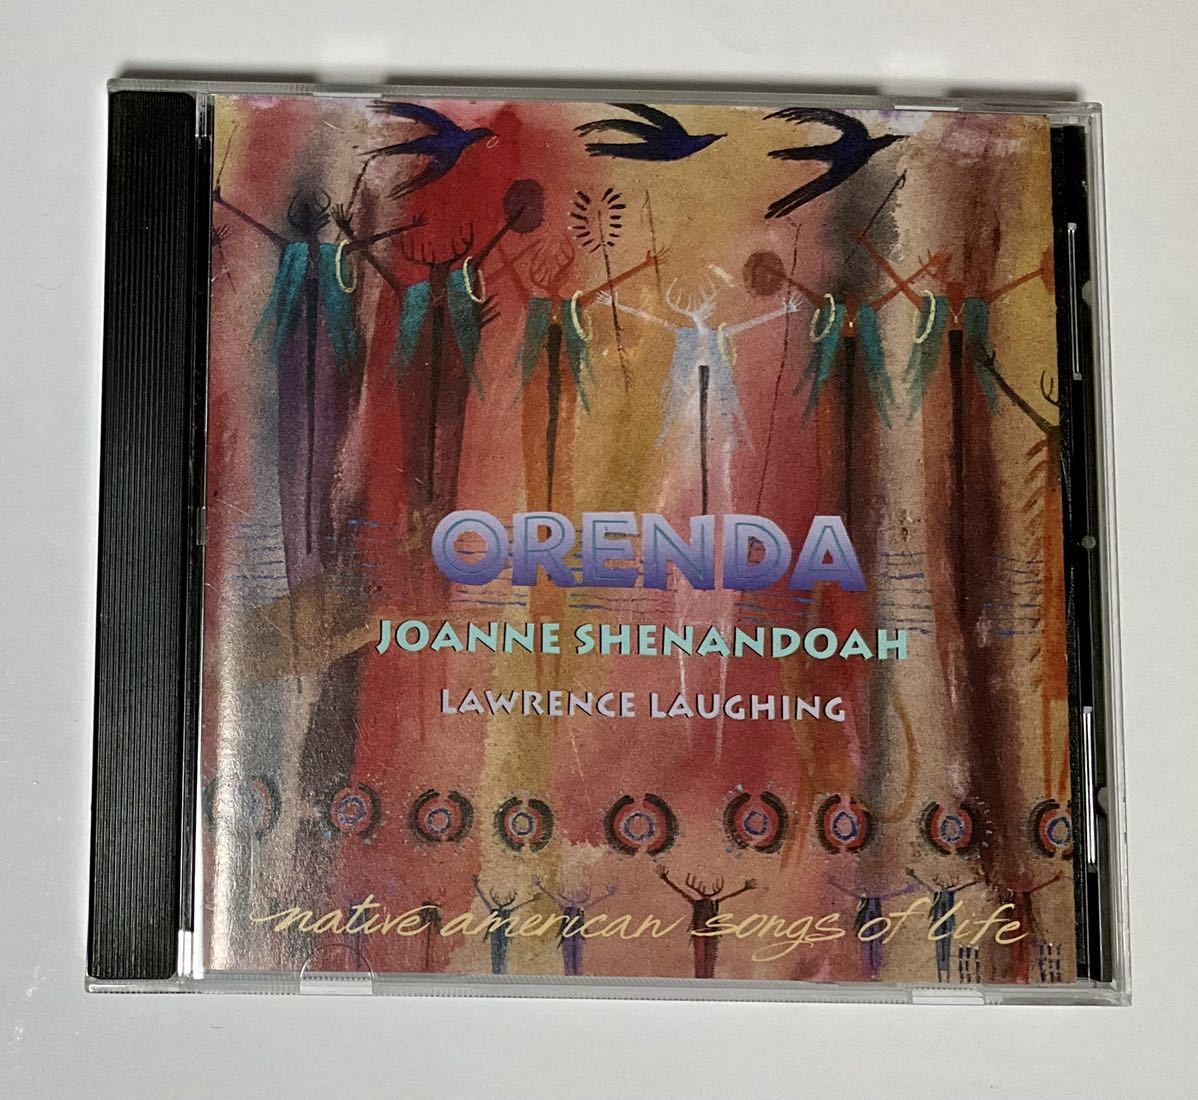 ORENDA
JOANNE SHENANDOAH
LAWRENCE LAUGHING
native american songs of life